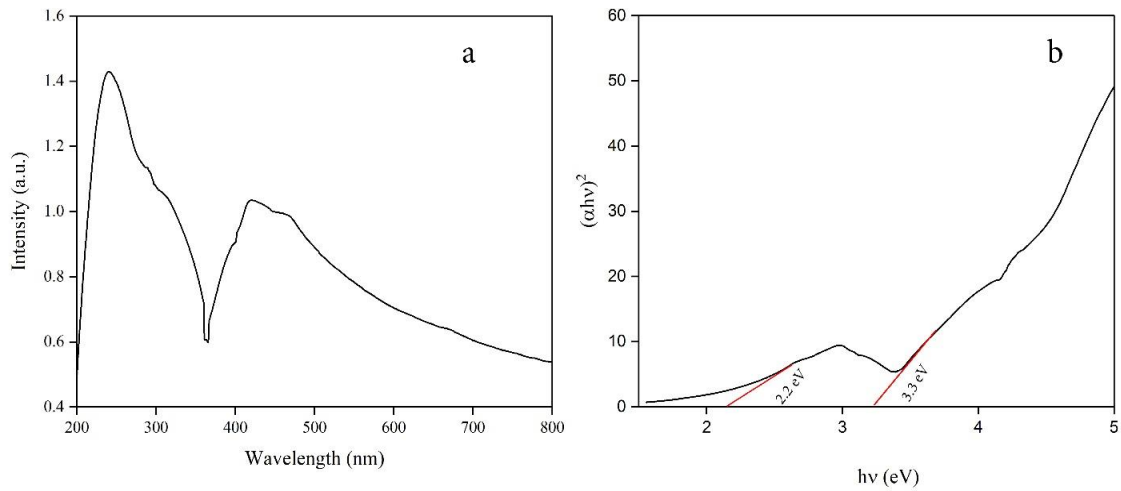 a
Intensity (a.u.)
1.6
1.4
1.2
1.0
0.8
0.6
0.4
200 300 400 500 600 700 800
Wavelength (nm)
b
(αhν)²
60
50
40
30
20
10
0
2.2 eV
3.3 eV
2 3 4 5
hν (eV)